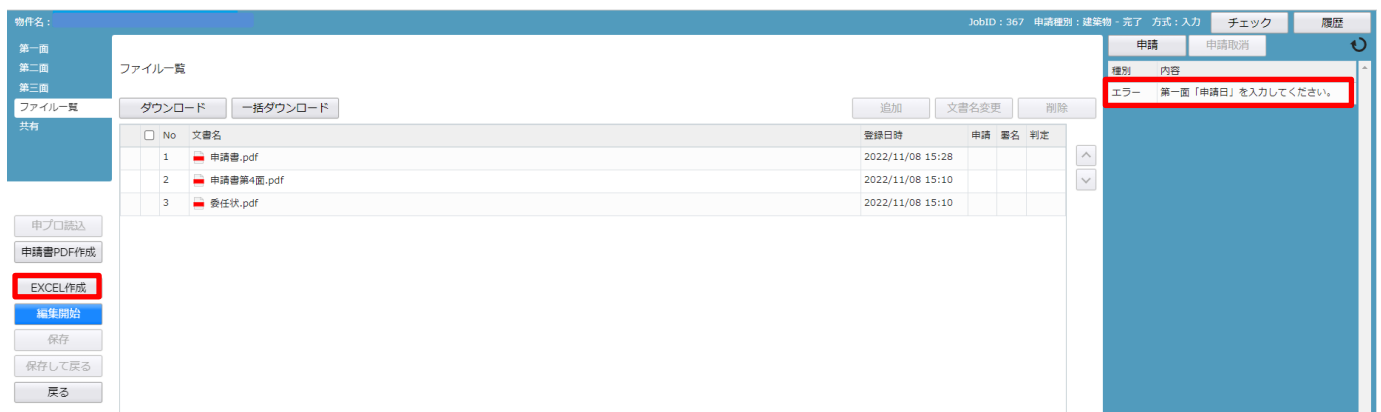 物件名：
JobID：367 申請種別：建築物 - 完了 方式：入力 チェック 履歴
第一面
第二面
第三面
ファイル一覧
共有
申プロ読込
申請書PDF作成
EXCEL作成
編集開始
保存
保存して戻る
戻る
ファイル一覧
ダウンロード 一括ダウンロード 追加 文書名変更 削除
No 文書名 登録日時 申請 署名 判定
1 申請書.pdf 2022/11/08 15:28
2 申請書第4面.pdf 2022/11/08 15:10
3 委任状.pdf 2022/11/08 15:10
申請 申請取消
種別 内容
エラー 第一面「申請日」を入力してください。